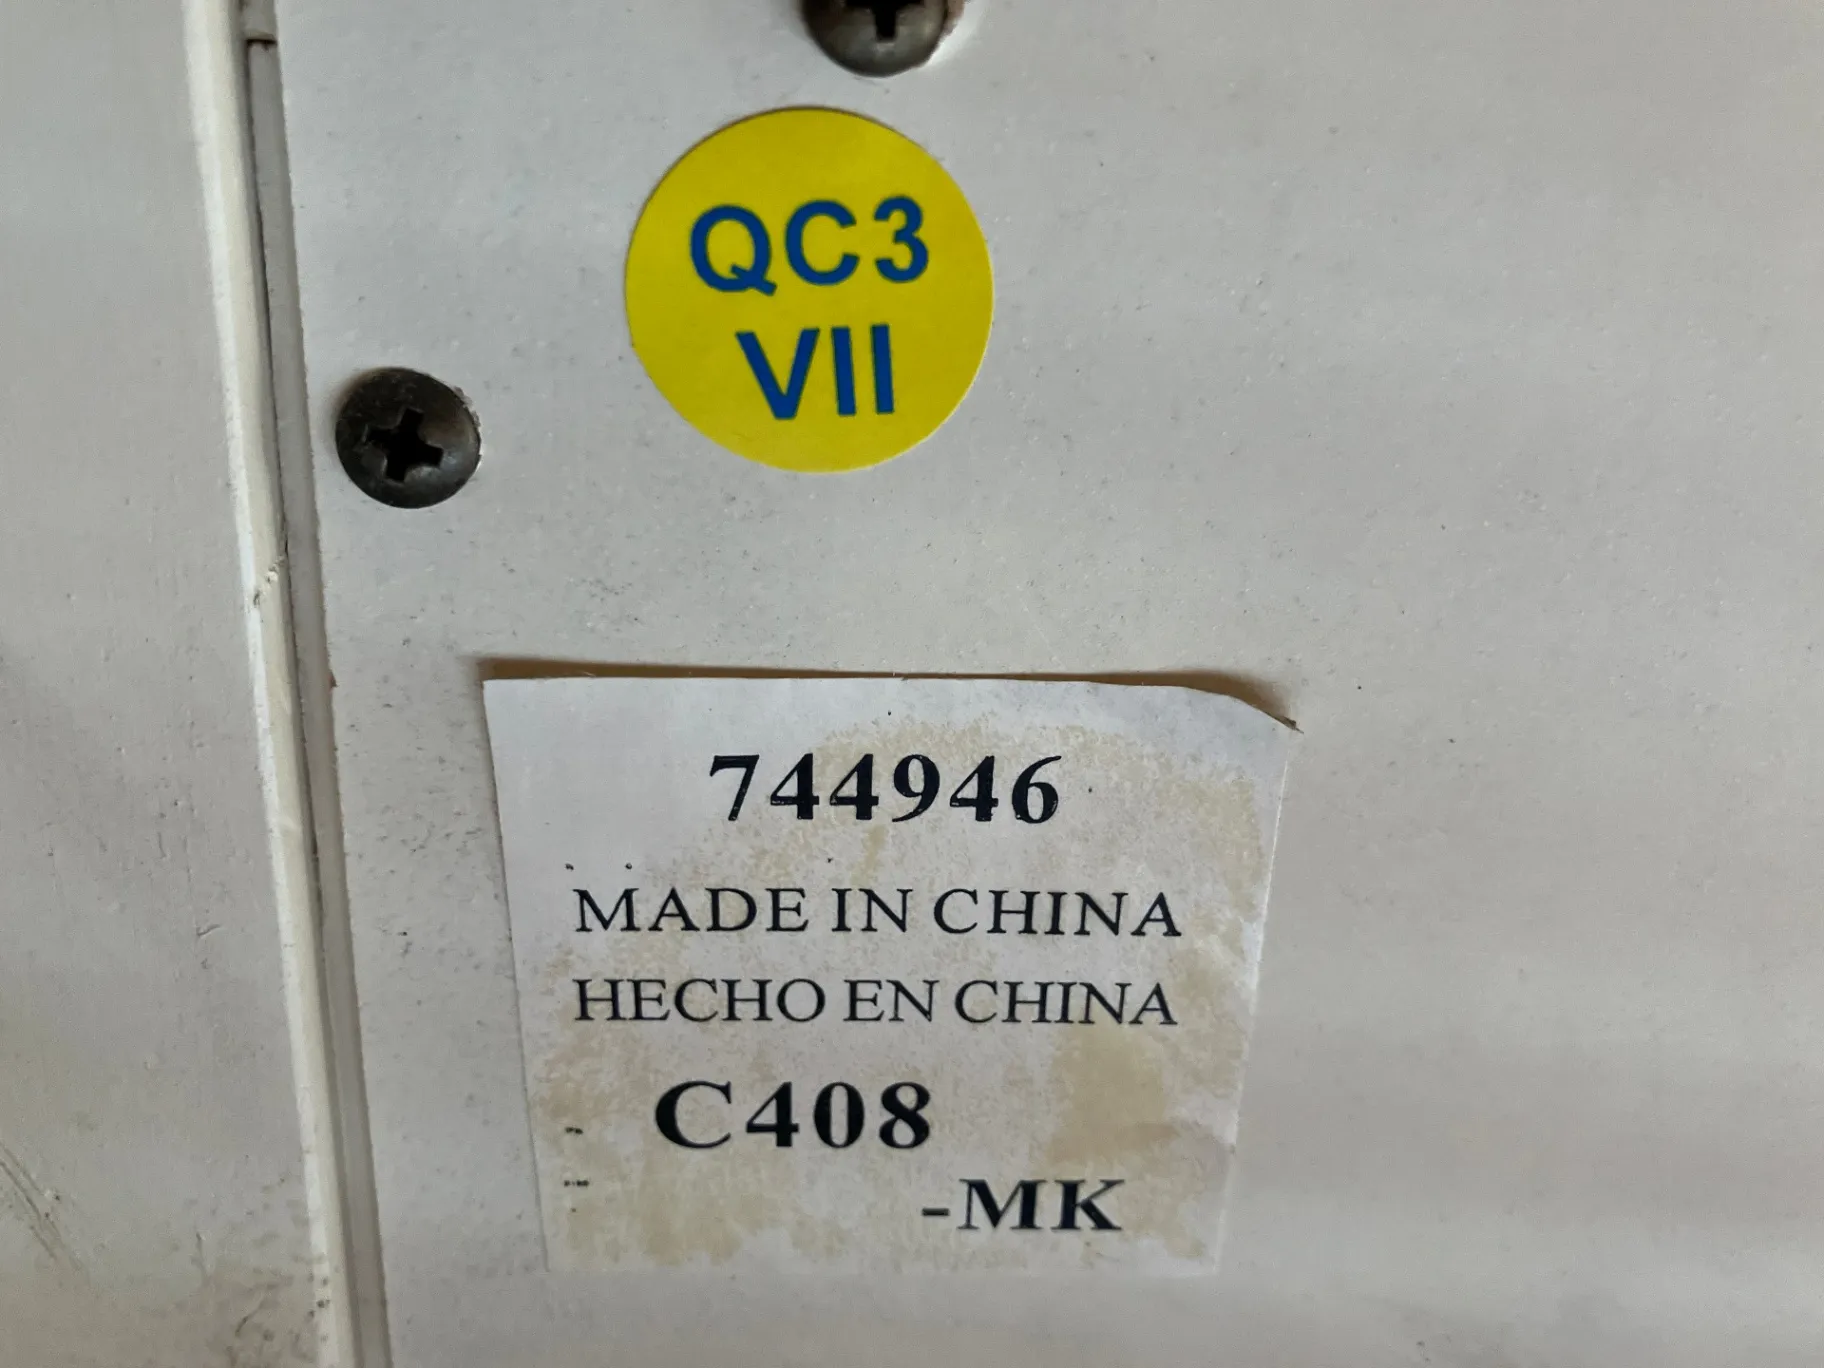 QC3
VII
744946
MADE IN CHINA
HECHO EN CHINA
C408
-MK